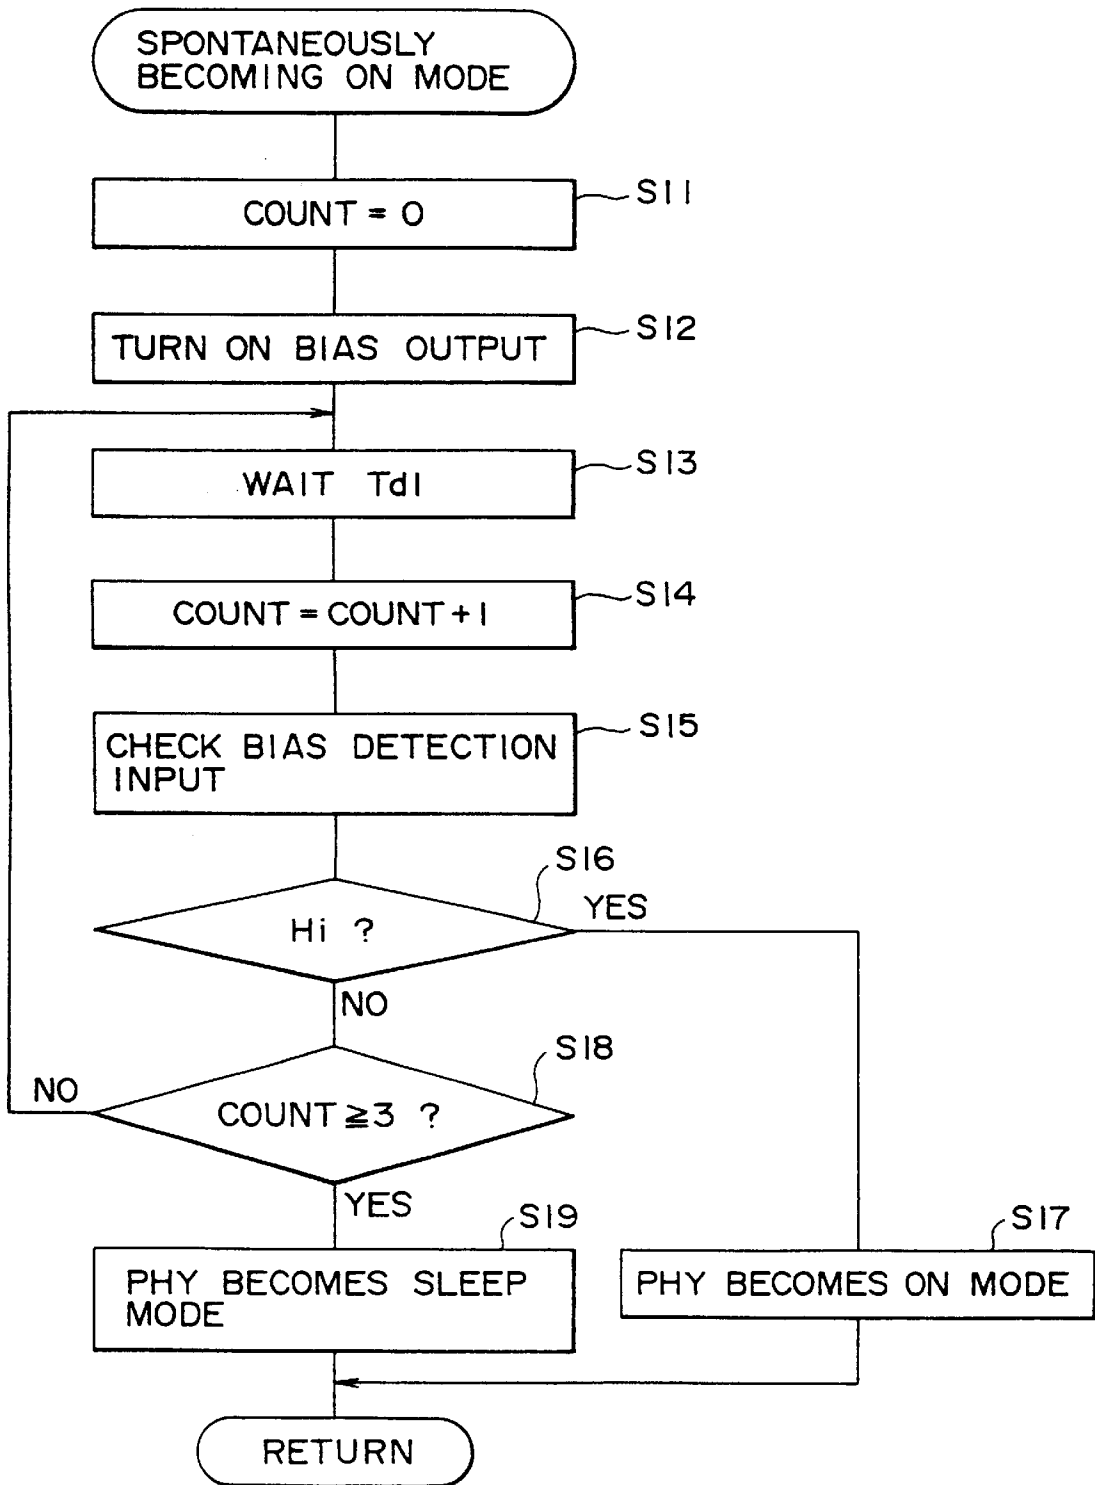 SPONTANEOUSLY
BECOMING ON MODE
S11
COUNT = 0
S12
TURN ON BIAS OUTPUT
S13
WAIT Td1
S14
COUNT = COUNT + 1
S15
CHECK BIAS DETECTION
INPUT
S16
YES
Hi ?
NO
S18
NO
COUNT ≧ 3 ?
YES
S19
S17
PHY BECOMES SLEEP
MODE
PHY BECOMES ON MODE
RETURN